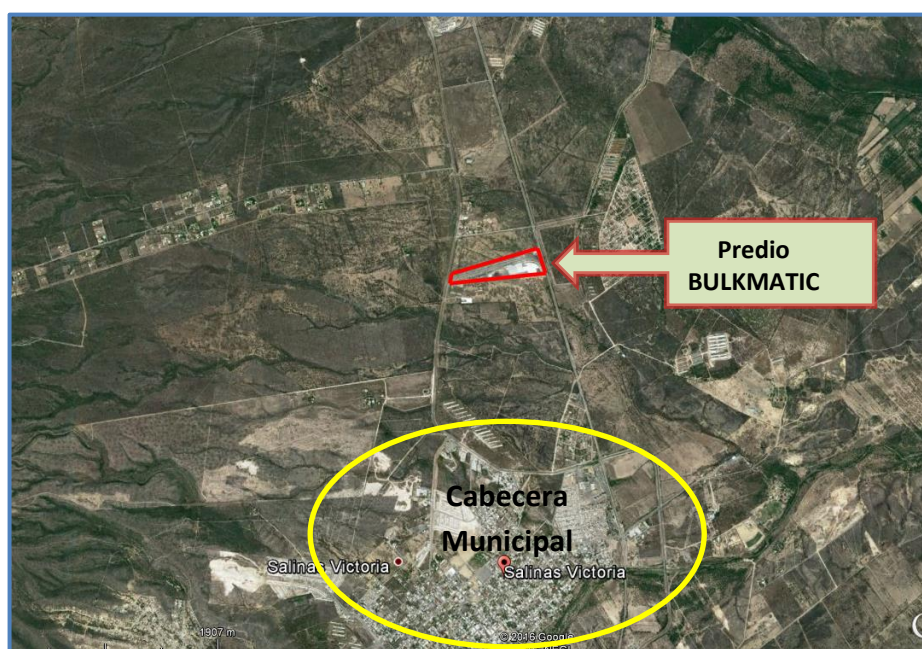 Predio
BULKMATIC
Cabecera
Municipal
Salinas Victoria
Salinas Victoria
1907 m
© 2016 Google